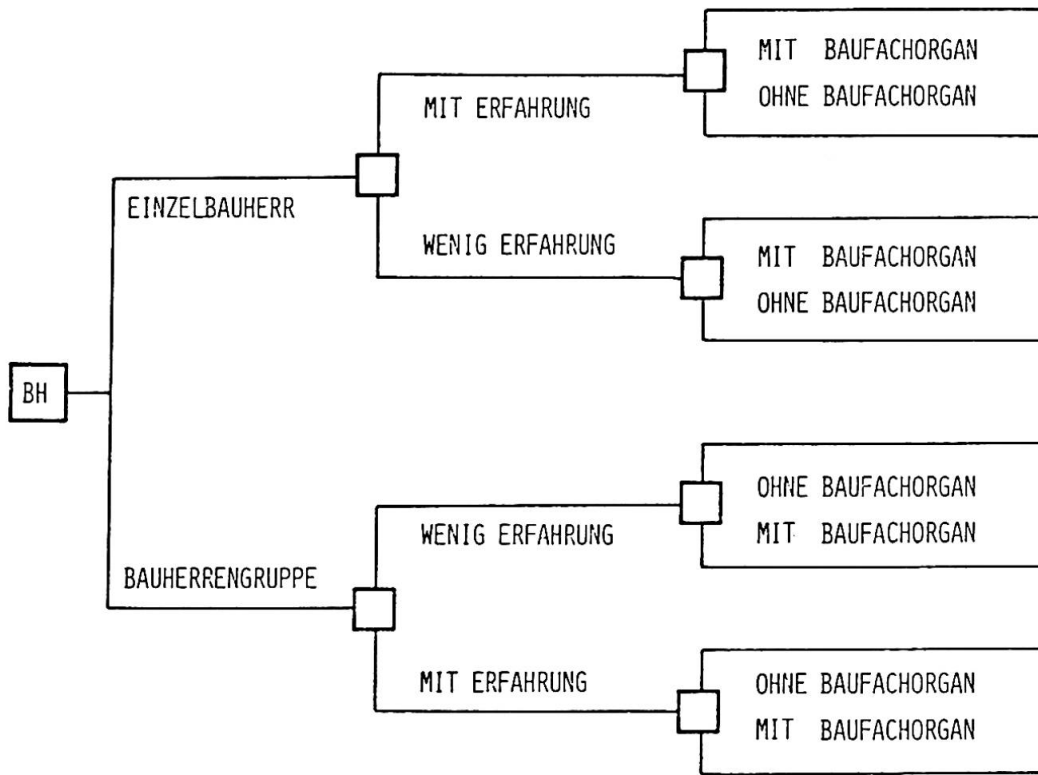 MIT BAUFACHORGAN
OHNE BAUFACHORGAN
MIT ERFAHRUNG
EINZELBAUHERR
WENIG ERFAHRUNG
MIT BAUFACHORGAN
OHNE BAUFACHORGAN
BH
OHNE BAUFACHORGAN
MIT BAUFACHORGAN
WENIG ERFAHRUNG
BAUHERRENGRUPPE
MIT ERFAHRUNG
OHNE BAUFACHORGAN
MIT BAUFACHORGAN